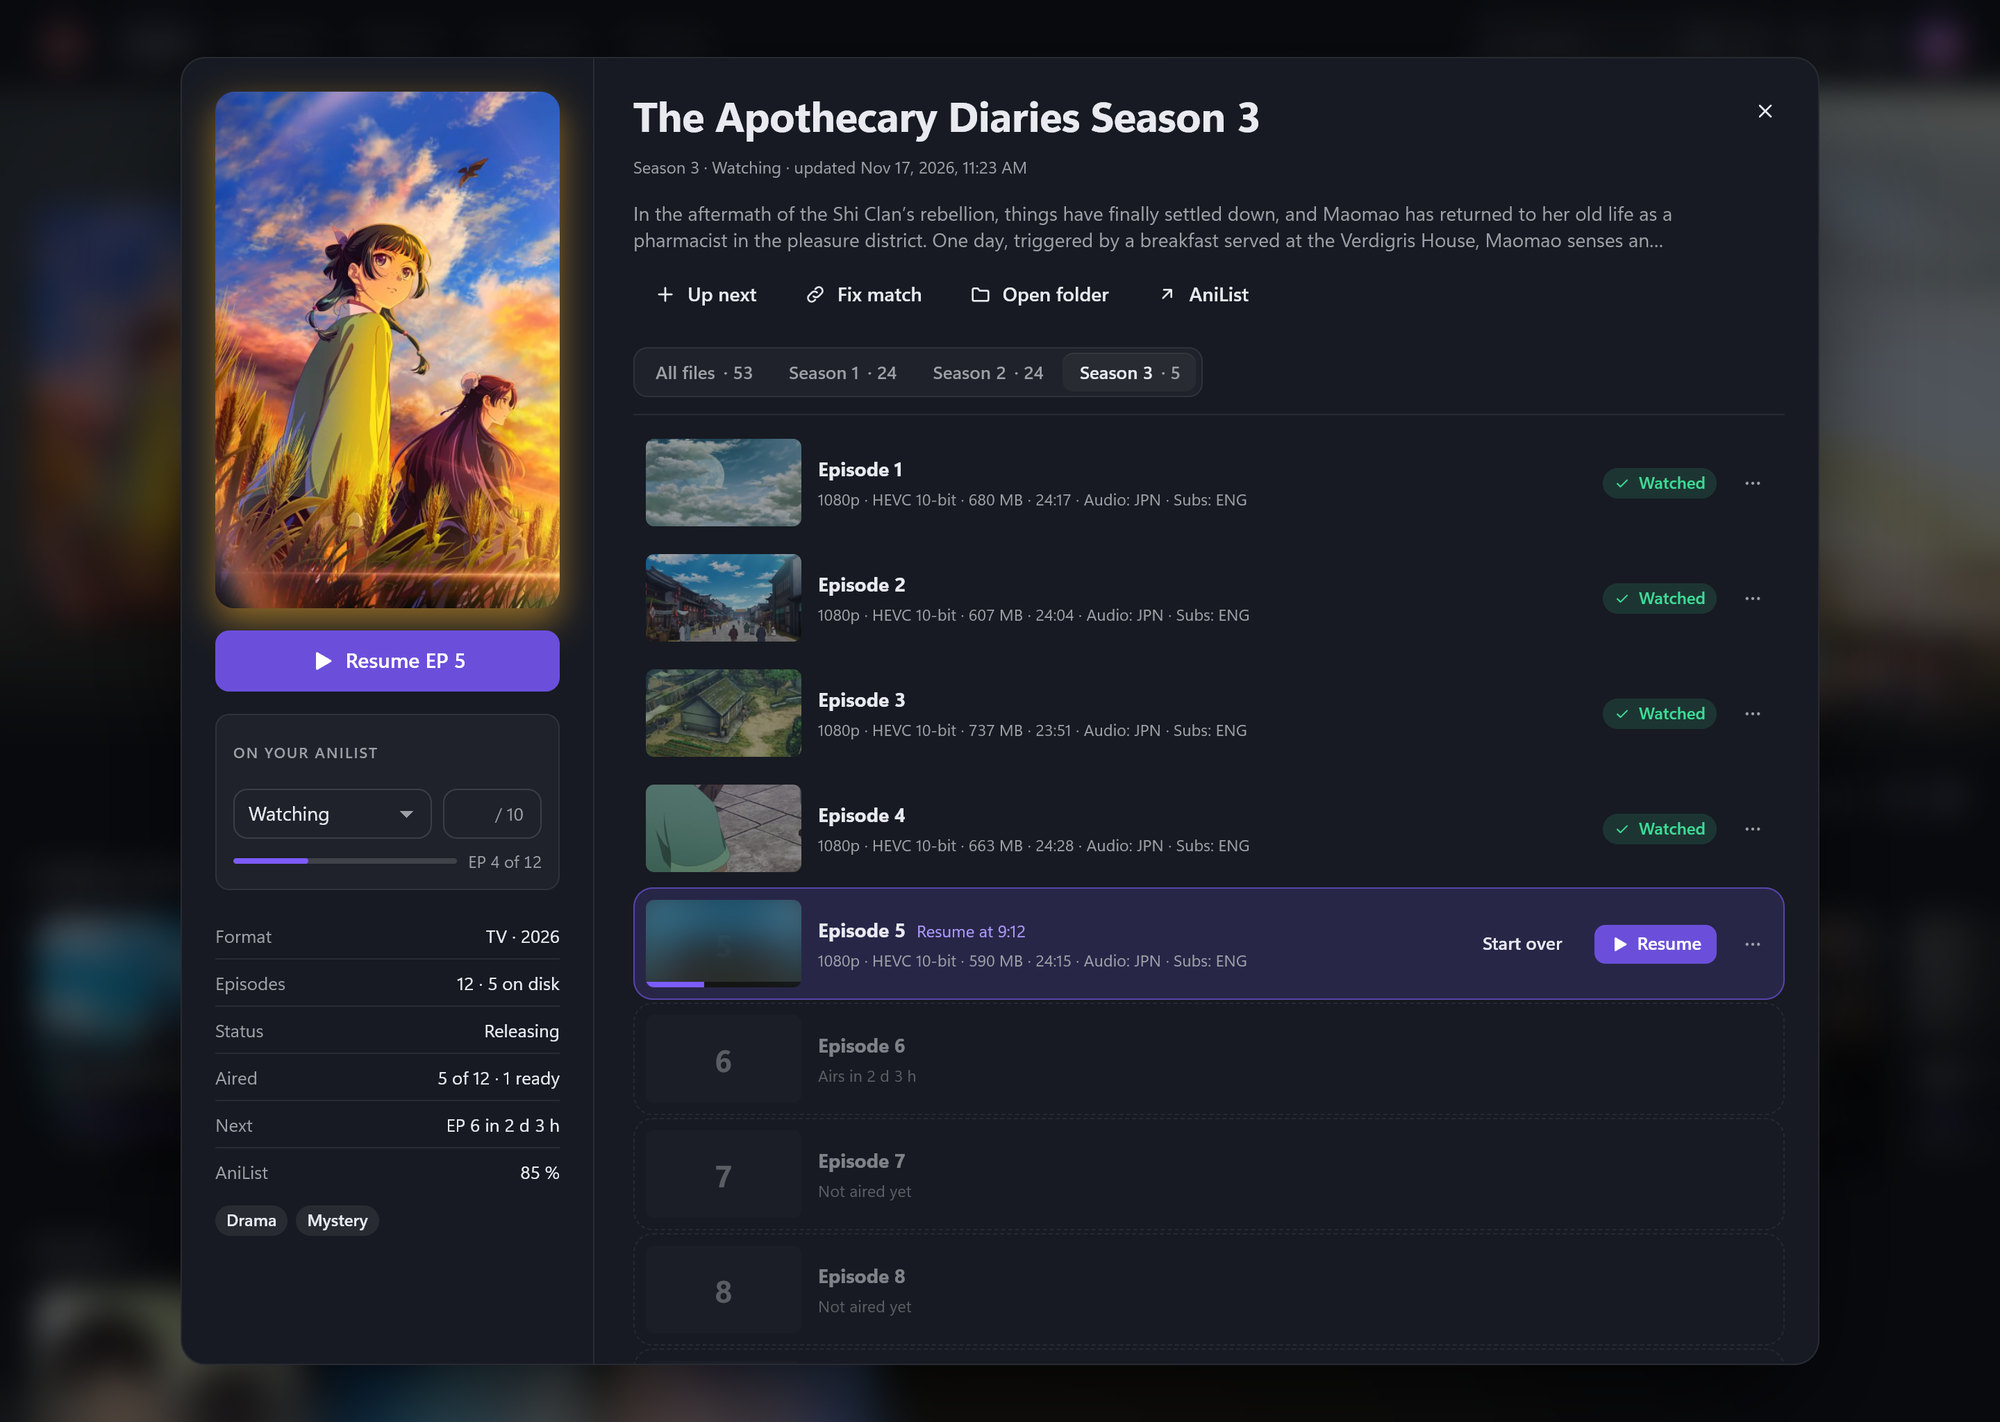 The Apothecary Diaries Season 3
Season 3 · Watching · updated Nov 17, 2026, 11:23 AM
In the aftermath of the Shi Clan’s rebellion, things have finally settled down, and Maomao has returned to her old life as a
pharmacist in the pleasure district. One day, triggered by a breakfast served at the Verdigris House, Maomao senses an...
Up next
Fix match
Open folder
AniList
All files · 53
Season 1 · 24
Season 2 · 24
Season 3 · 5
Resume EP 5
ON YOUR ANILIST
Watching
/ 10
EP 4 of 12
Format TV · 2026
Episodes 12 · 5 on disk
Status Releasing
Aired 5 of 12 · 1 ready
Next EP 6 in 2 d 3 h
AniList 85 %
Drama
Mystery
Episode 1
1080p · HEVC 10-bit · 680 MB · 24:17 · Audio: JPN · Subs: ENG
Watched
Episode 2
1080p · HEVC 10-bit · 607 MB · 24:04 · Audio: JPN · Subs: ENG
Watched
Episode 3
1080p · HEVC 10-bit · 737 MB · 23:51 · Audio: JPN · Subs: ENG
Watched
Episode 4
1080p · HEVC 10-bit · 663 MB · 24:28 · Audio: JPN · Subs: ENG
Watched
5
Episode 5 Resume at 9:12
1080p · HEVC 10-bit · 590 MB · 24:15 · Audio: JPN · Subs: ENG
Start over
Resume
6
Episode 6
Airs in 2 d 3 h
7
Episode 7
Not aired yet
8
Episode 8
Not aired yet